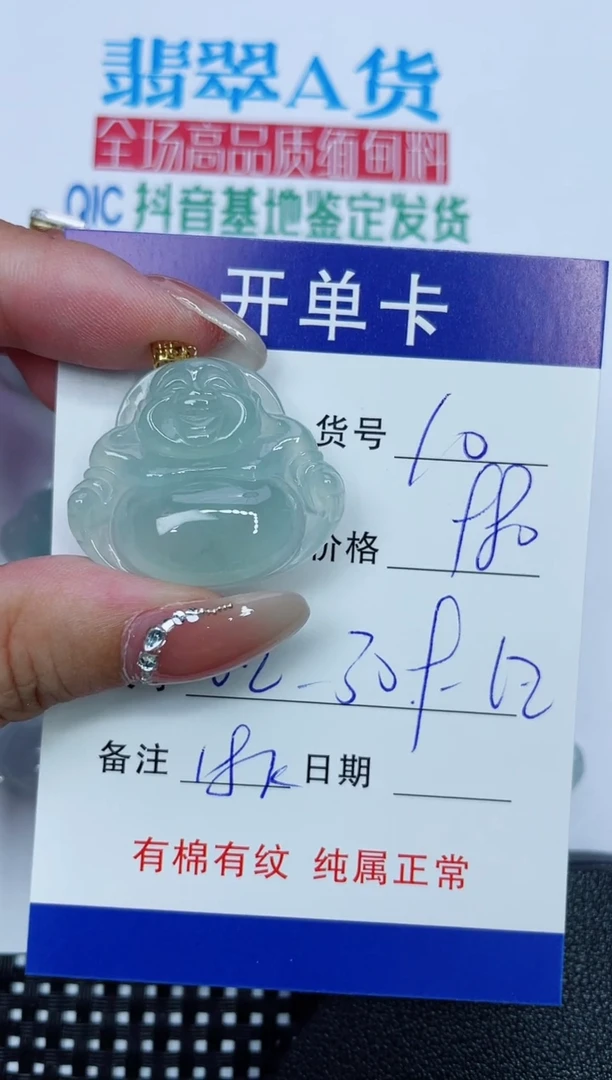 翡翠A货
全场高品质缅甸料
QIC 抖音基地鉴定发货
开单卡
货号 10
价格
备注 18k 日期
有棉有纹 纯属正常